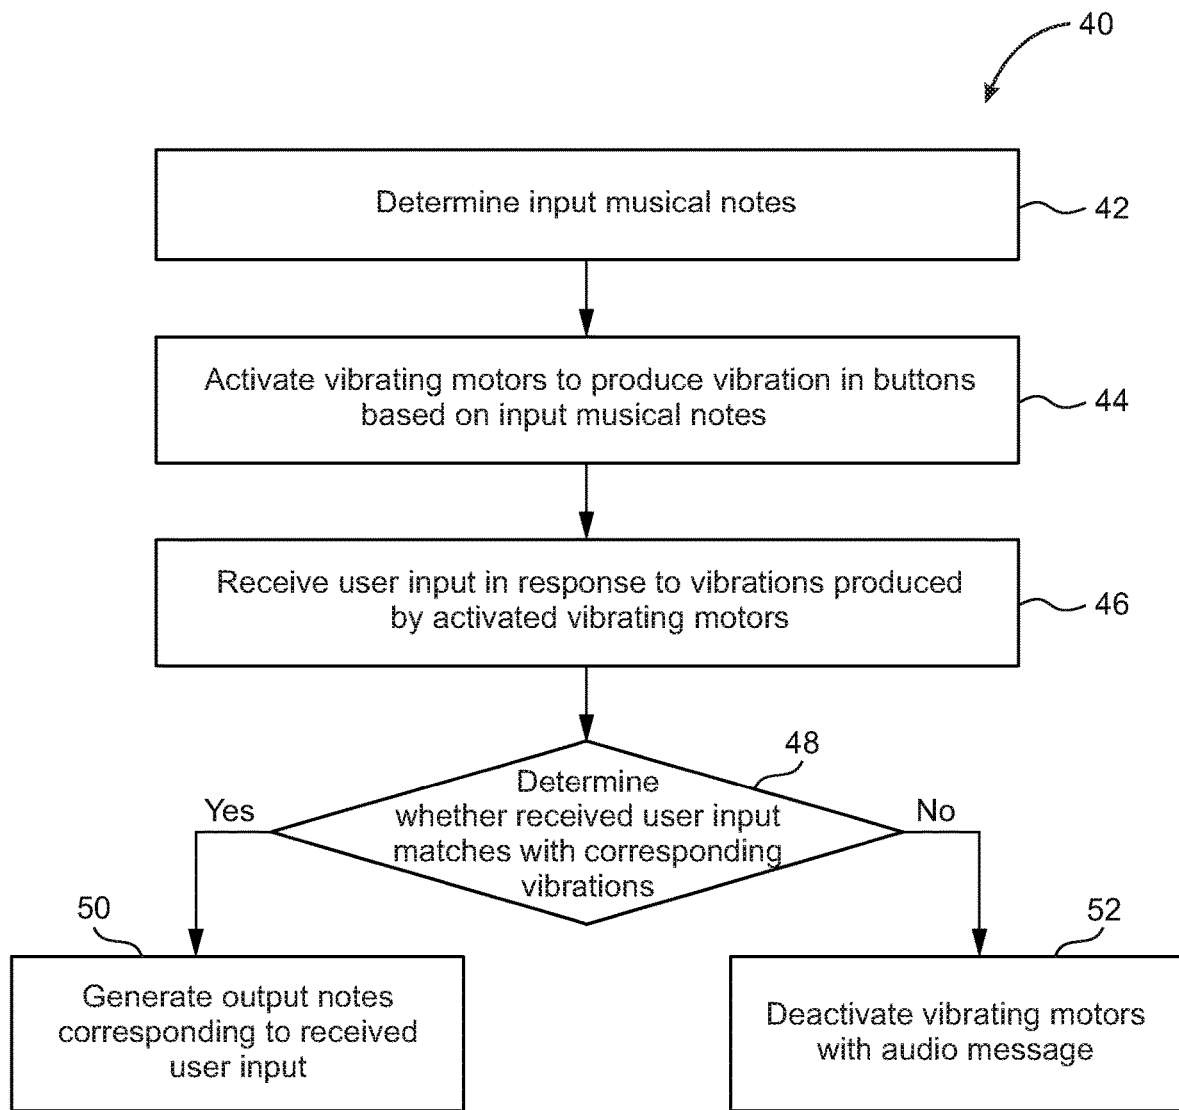 40
Determine input musical notes
42
Activate vibrating motors to produce vibration in buttons
based on input musical notes
44
Receive user input in response to vibrations produced
by activated vibrating motors
46
48
Determine
whether received user input
matches with corresponding
vibrations
Yes
No
50
Generate output notes
corresponding to received
user input
52
Deactivate vibrating motors
with audio message